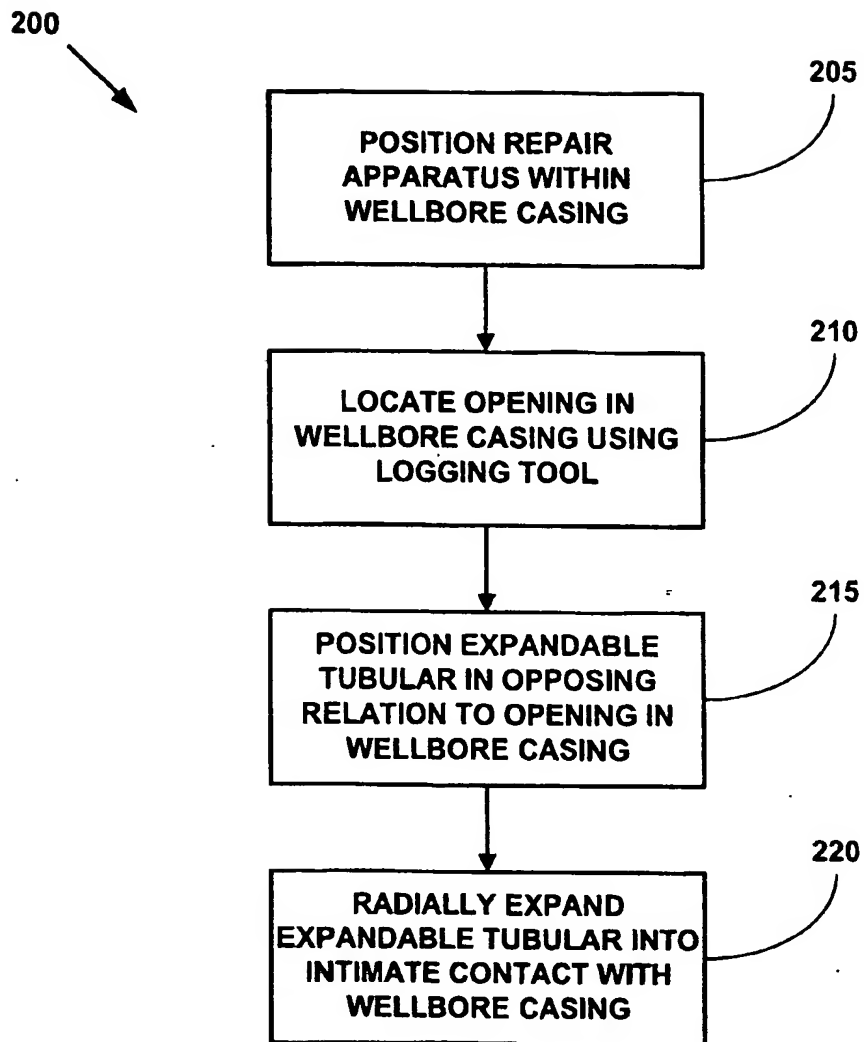 200
205
POSITION REPAIR
APPARATUS WITHIN
WELLBORE CASING
210
LOCATE OPENING IN
WELLBORE CASING USING
LOGGING TOOL
215
POSITION EXPANDABLE
TUBULAR IN OPPOSING
RELATION TO OPENING IN
WELLBORE CASING
220
RADIALLY EXPAND
EXPANDABLE TUBULAR INTO
INTIMATE CONTACT WITH
WELLBORE CASING